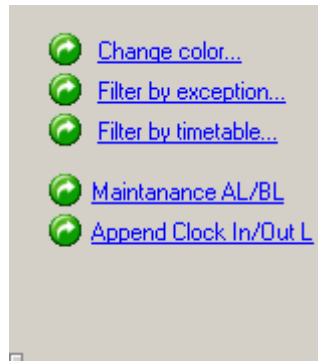 Change color...
Filter by exception...
Filter by timetable...
Maintanance AL/BL
Append Clock In/Out L